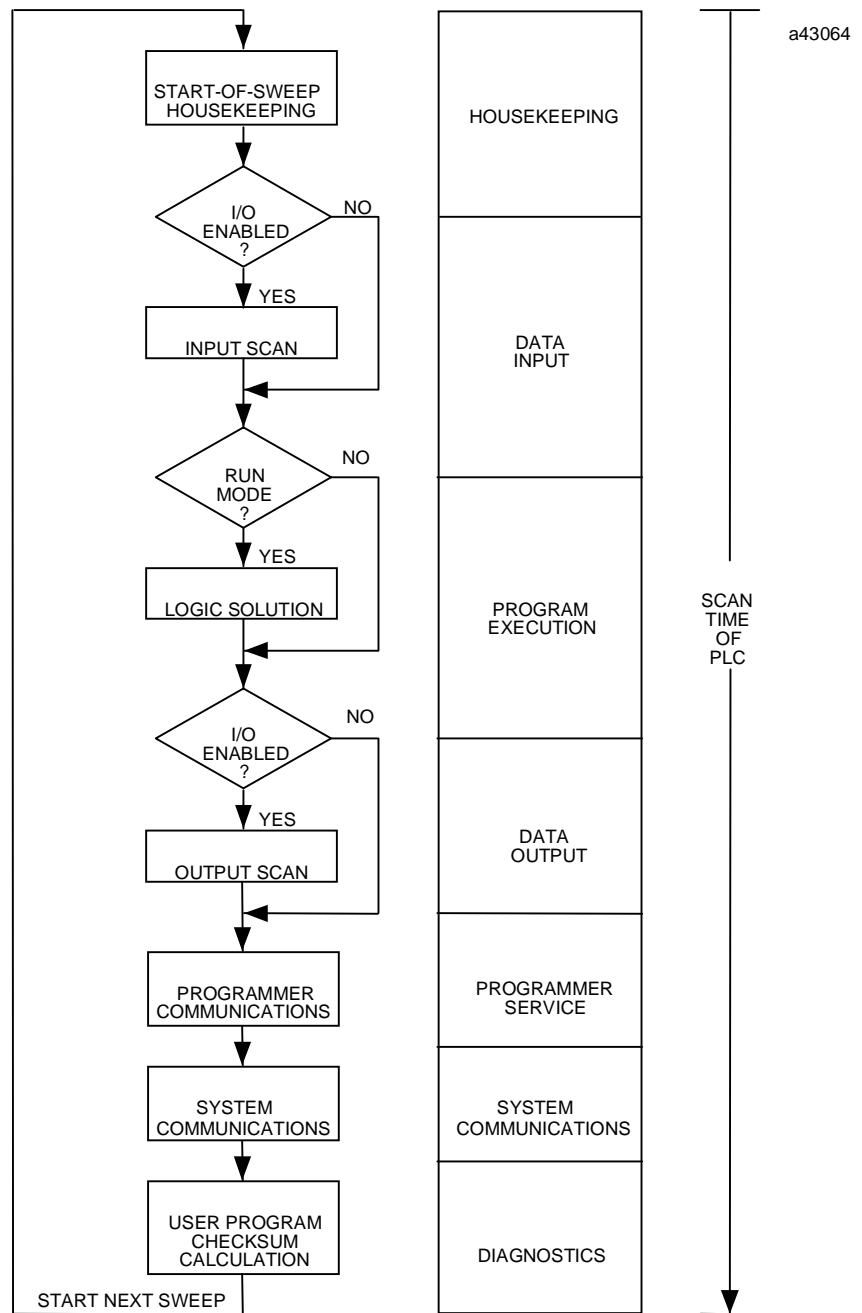 a43064
START-OF-SWEEP
HOUSEKEEPING
HOUSEKEEPING
I/O
ENABLED
?
NO
YES
INPUT SCAN
DATA
INPUT
RUN
MODE
?
NO
YES
LOGIC SOLUTION
PROGRAM
EXECUTION
SCAN
TIME
OF
PLC
I/O
ENABLED
?
NO
YES
OUTPUT SCAN
DATA
OUTPUT
PROGRAMMER
COMMUNICATIONS
PROGRAMMER
SERVICE
SYSTEM
COMMUNICATIONS
SYSTEM
COMMUNICATIONS
USER PROGRAM
CHECKSUM
CALCULATION
DIAGNOSTICS
START NEXT SWEEP